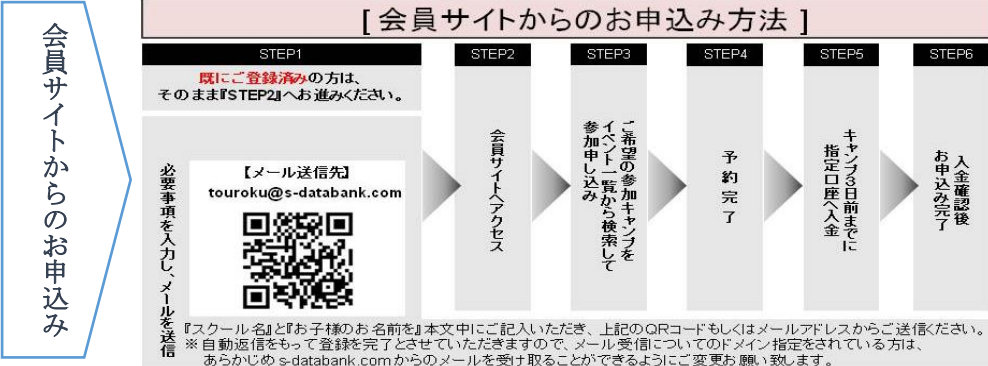 会員サイトからのお申込み
[ 会員サイトからのお申込み方法 ]
STEP1
既にご登録済みの方は、
そのまま『STEP2』へお進みください。
必要事項を入力し、メールを送信
【メール送信先】
touroku@s-databank.com
STEP2
会員サイトへアクセス
STEP3
ご希望の参加キャンプを
イベント一覧から検索して
参加申し込み
STEP4
予約完了
STEP5
キャンプ3日前までに
指定口座へ入金
STEP6
入金確認後
お申込み完了
『スクール名』と『お子様のお名前を』本文中にご記入いただき、上記のQRコードもしくはメールアドレスからご送信ください。
※自動返信をもって登録を完了とさせていただきますので、メール受信についてのドメイン指定をされている方は、
あらかじめ s-databank.com からのメールを受け取ることができるようにご変更お願い致します。